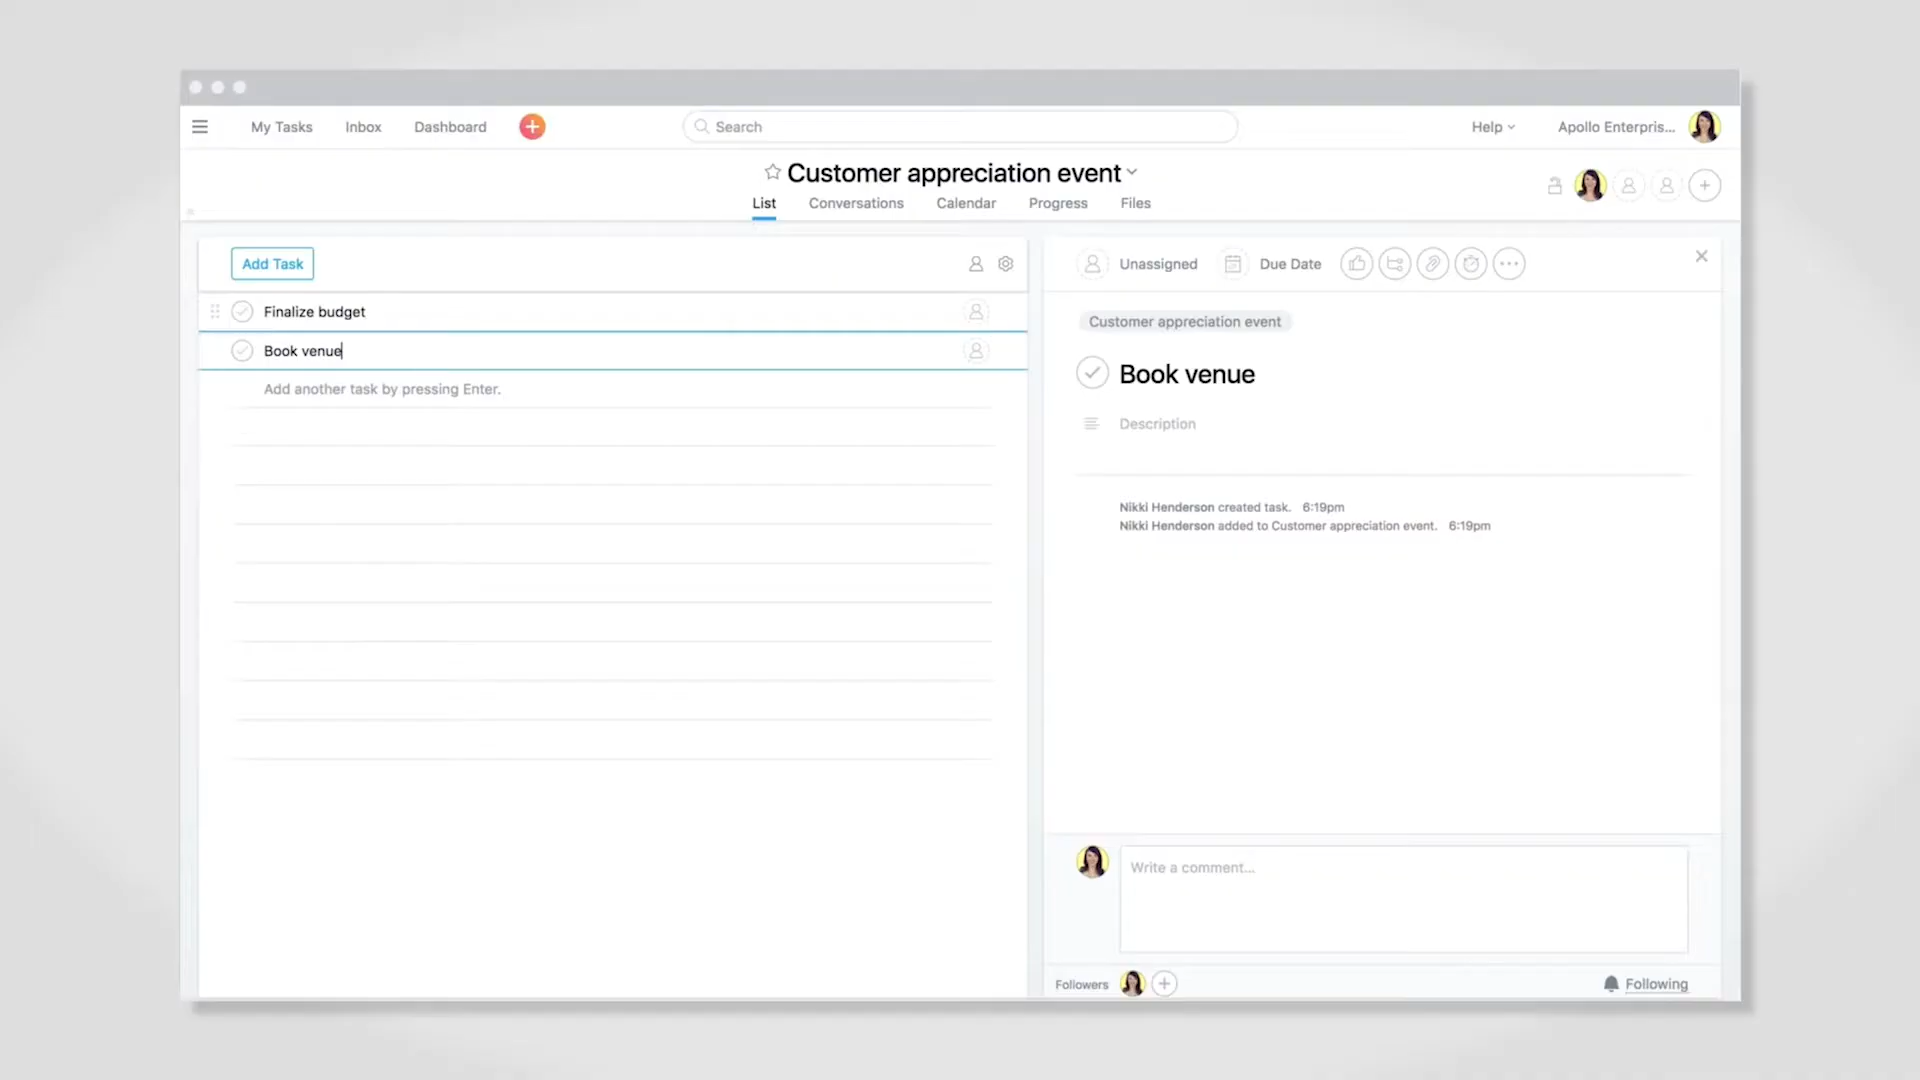 My Tasks Inbox Dashboard Search Help Apollo Enterpris...
Customer appreciation event
List Conversations Calendar Progress Files
Add Task
Finalize budget
Book venue
Add another task by pressing Enter.
Unassigned Due Date
Customer appreciation event
Book venue
Description
Nikki Henderson created task. 6:19pm
Nikki Henderson added to Customer appreciation event. 6:19pm
Write a comment...
Followers Following